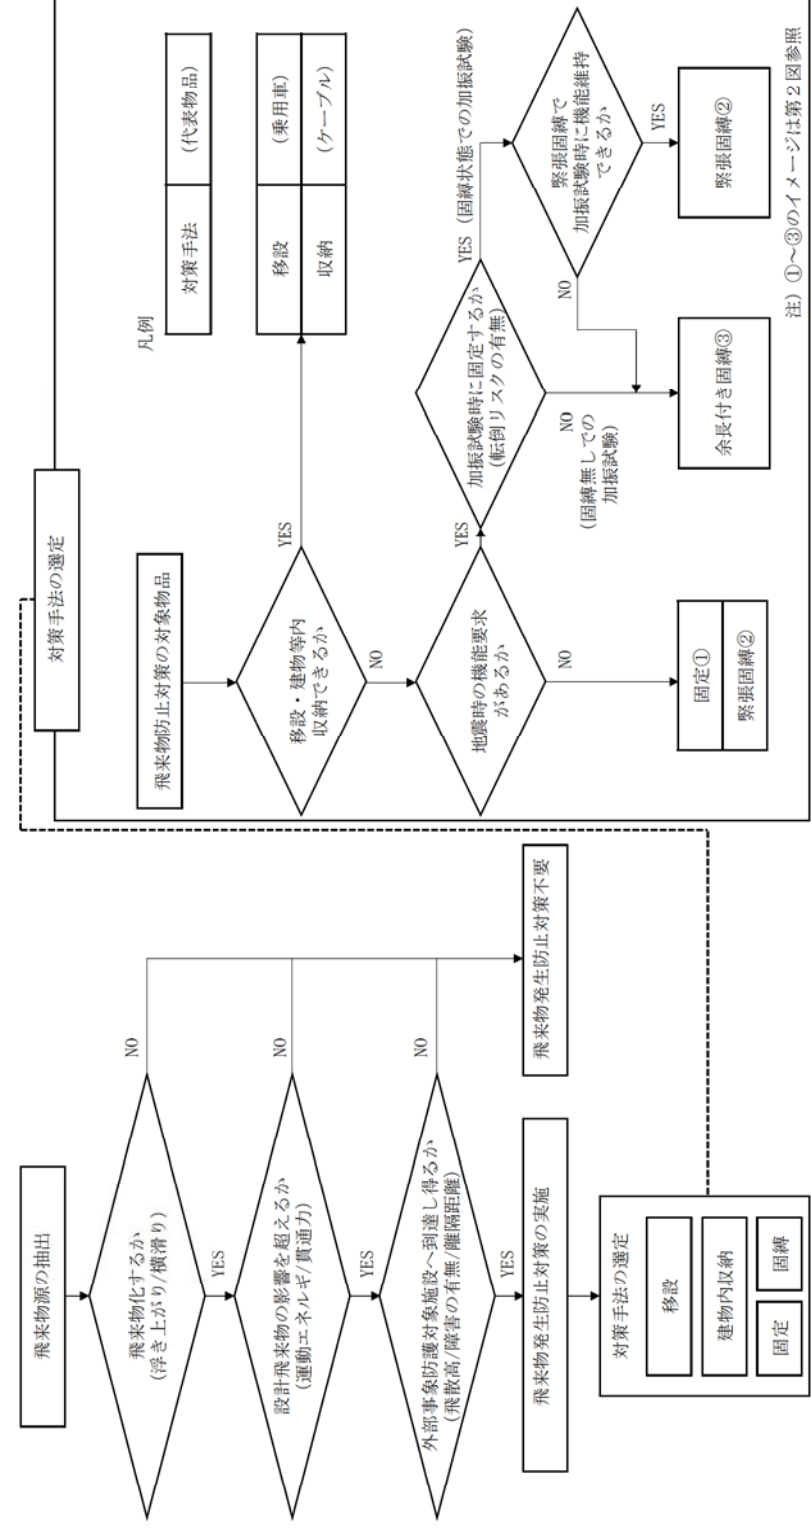 飛来物源の抽出
飛来物化するか
(浮き上がり/横滑り)
NO
YES
設計飛来物の影響を超えるか
(運動エネルギ/貫通力)
NO
YES
外部事象防護対象施設へ到達し得るか
(飛散高/障害の有無/離隔距離)
NO
YES
飛来物発生防止対策の実施
飛来物発生防止対策不要
対策手法の選定
移設
建物内収納
固定
固縛
対策手法の選定
凡例
対策手法
(代表物品)
飛来物防止対策の対象物品
移設・建物等内
収納できるか
YES
移設
(乗用車)
収納
(ケーブル)
NO
地震時の機能要求
があるか
YES
NO
加振試験時に固定するか
(転倒リスクの有無)
YES
(固縛状態での加振試験)
NO
(固縛無しでの
加振試験)
緊張固縛で
加振試験時に機能維持
できるか
NO
YES
固定①
緊張固縛②
余長付き固縛③
緊張固縛②
注）①～③のイメージは第２図参照